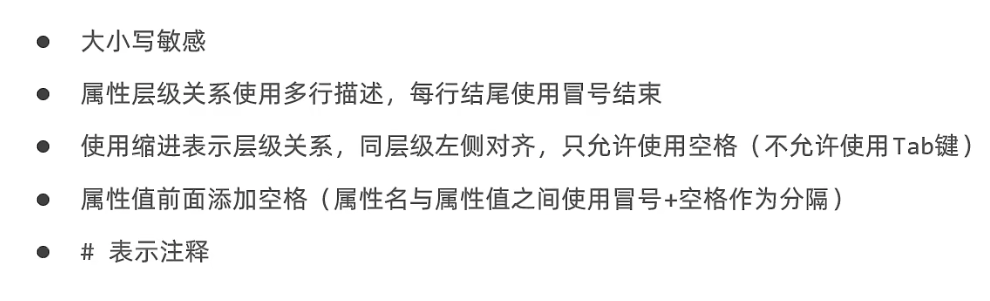 ● 大小写敏感
● 属性层级关系使用多行描述，每行结尾使用冒号结束
● 使用缩进表示层级关系，同层级左侧对齐，只允许使用空格（不允许使用Tab键）
● 属性值前面添加空格（属性名与属性值之间使用冒号+空格作为分隔）
● # 表示注释